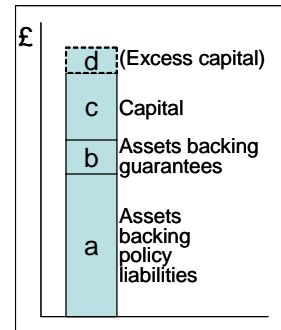 £
d (Excess capital)
c Capital
b Assets backing
guarantees
Assets
backing
a policy
liabilities